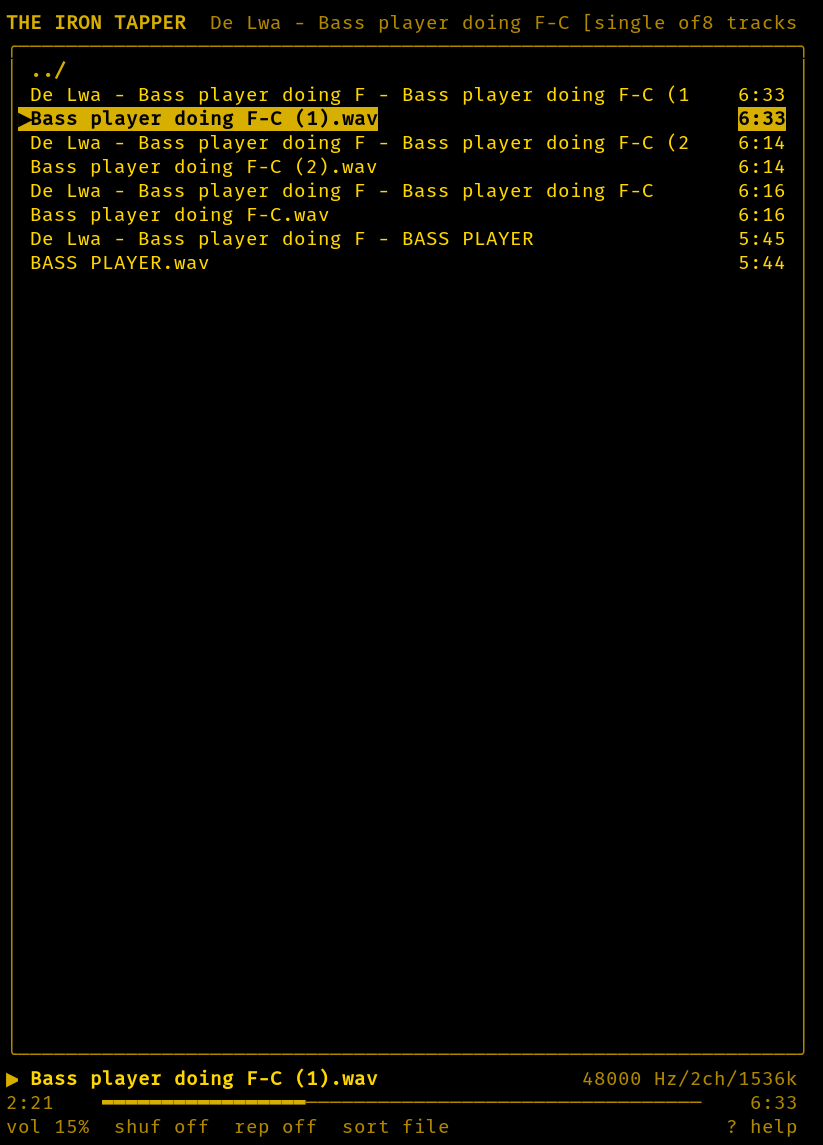 THE IRON TAPPER  De Lwa - Bass player doing F-C [single of8 tracks
../
De Lwa - Bass player doing F - Bass player doing F-C (1  6:33
▶Bass player doing F-C (1).wav  6:33
De Lwa - Bass player doing F - Bass player doing F-C (2  6:14
Bass player doing F-C (2).wav  6:14
De Lwa - Bass player doing F - Bass player doing F-C  6:16
Bass player doing F-C.wav  6:16
De Lwa - Bass player doing F - BASS PLAYER  5:45
BASS PLAYER.wav  5:44
▶ Bass player doing F-C (1).wav  48000 Hz/2ch/1536k
2:21  6:33
vol 15%  shuf off  rep off  sort file  ? help